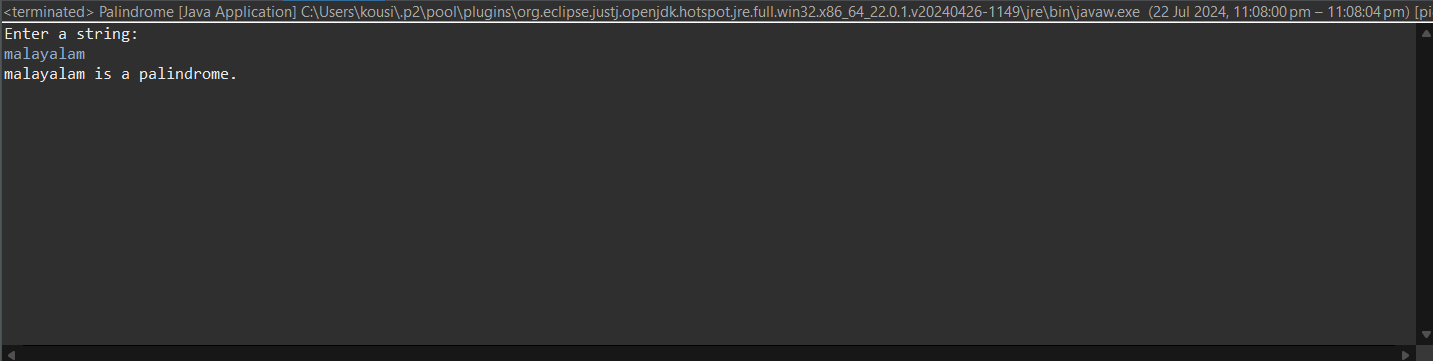 <terminated> Palindrome [Java Application] C:\Users\kousi\.p2\pool\plugins\org.eclipse.justj.openjdk.hotspot.jre.full.win32.x86_64_22.0.1.v20240426-1149\jre\bin\javaw.exe (22 Jul 2024, 11:08:00 pm – 11:08:04 pm) [pi
Enter a string:
malayalam
malayalam is a palindrome.